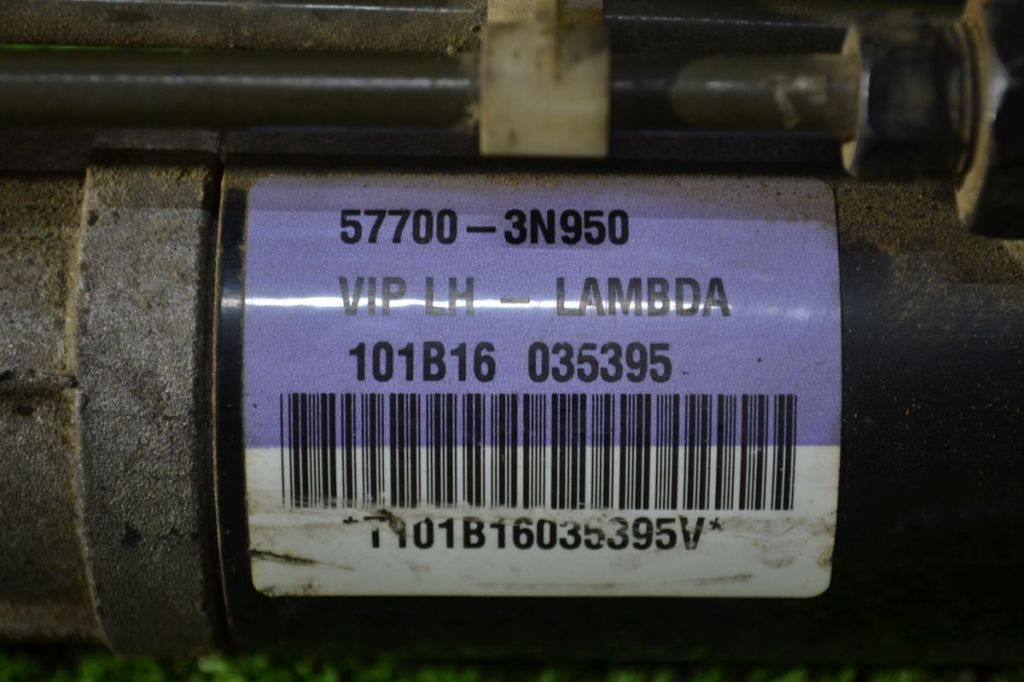 57700-3N950
VIP LH - LAMBDA
101B16 035395
*T101B16035395V*